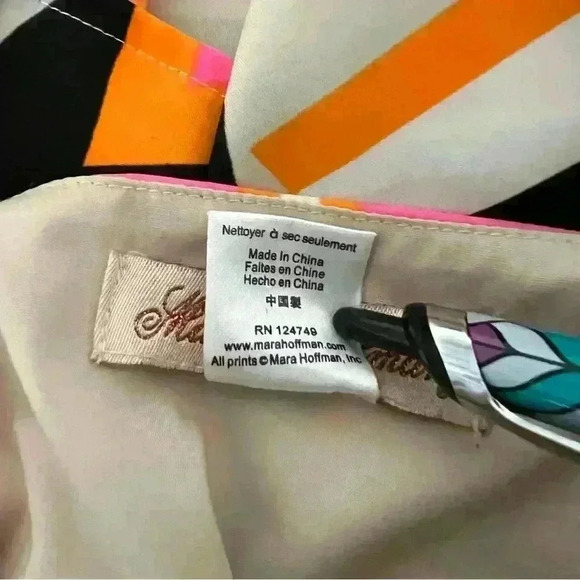 Nettoyer à sec seulement
Made in China
Faites en Chine
Hecho en China
中国製
RN 124749
www.marahoffman.com
All prints © Mara Hoffman, Inc